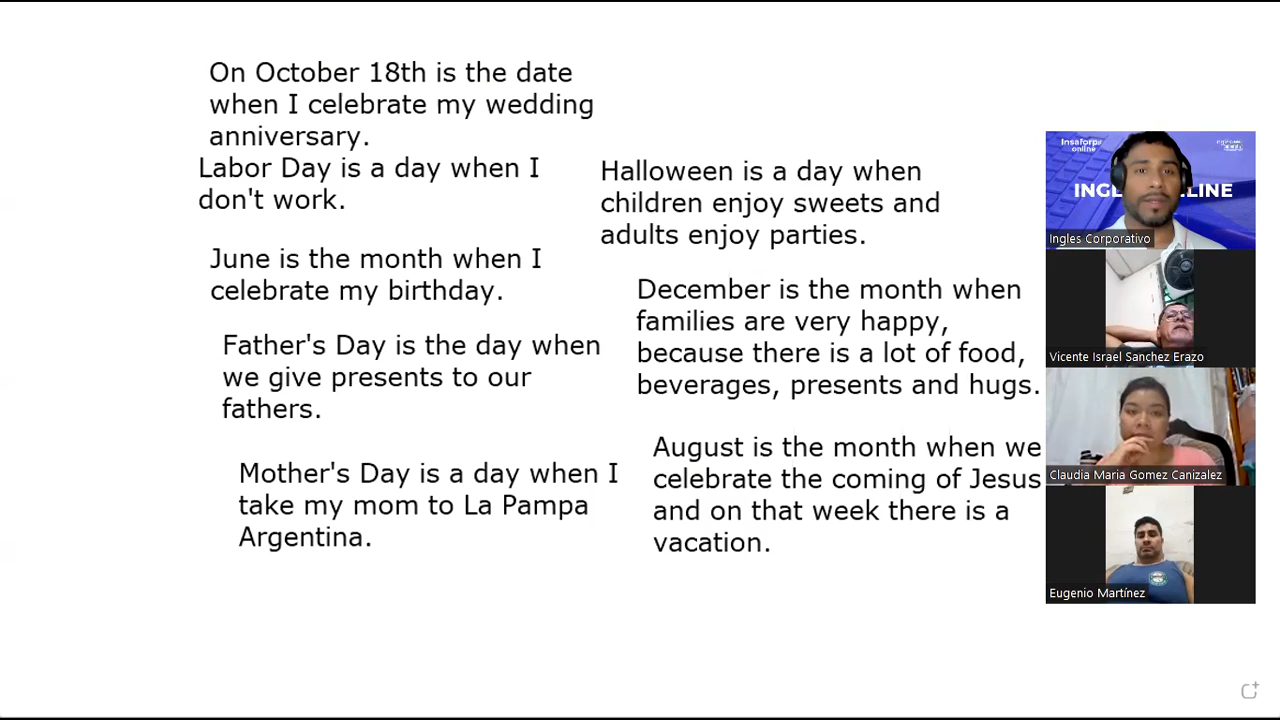 On October 18th is the date
when I celebrate my wedding
anniversary.
Labor Day is a day when I
don't work.
June is the month when I
celebrate my birthday.
Father's Day is the day when
we give presents to our
fathers.
Mother's Day is a day when I
take my mom to La Pampa
Argentina.
Halloween is a day when
children enjoy sweets and
adults enjoy parties.
December is the month when
families are very happy,
because there is a lot of food,
beverages, presents and hugs.
August is the month when we
celebrate the coming of Jesus
and on that week there is a
vacation.
online
Ingles Corporativo
Vicente Israel Sanchez Erazo
Claudia Maria Gomez Canizalez
Eugenio Martínez